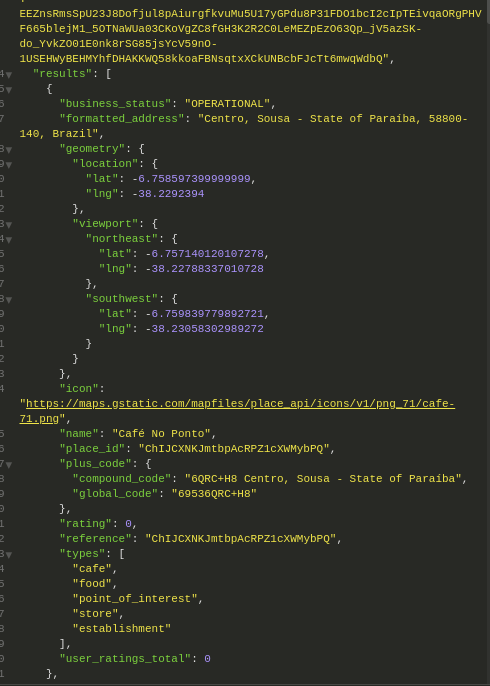 EEZnsRmsSpU23J8Dofjul8pAiurgfkvuMu5U17yGPdu8P31FDO1bcI2cIpTEivqaORgPHV
F665blejM1_5OTNaWUa03CKoVgZC8fGH3K2R2C0LeMEZpEzO63Qp_jV5azSK-
do_YvkZO01E0nk8rSG85jsYcV59nO-
1USEHWyBEHMYhfDHAKKWQ58kkoaFBNsqtxXCkUNBcbFJcTt6mwqWdbQ",
4 "results": [
5 {
6 "business_status": "OPERATIONAL",
7 "formatted_address": "Centro, Sousa - State of Paraíba, 58800-
140, Brazil",
8 "geometry": {
9 "location": {
0 "lat": -6.758597399999999,
1 "lng": -38.2292394
2 },
3 "viewport": {
4 "northeast": {
5 "lat": -6.757140120107278,
6 "lng": -38.22788337010728
7 },
8 "southwest": {
9 "lat": -6.759839779892721,
0 "lng": -38.23058302989272
1 }
2 }
3 },
4 "icon":
"https://maps.gstatic.com/mapfiles/place_api/icons/v1/png_71/cafe-
71.png",
5 "name": "Café No Ponto",
6 "place_id": "ChIJCXNKJmtbpAcRPZ1cXWMybPQ",
7 "plus_code": {
8 "compound_code": "6QRC+H8 Centro, Sousa - State of Paraíba",
9 "global_code": "69536QRC+H8"
0 },
1 "rating": 0,
2 "reference": "ChIJCXNKJmtbpAcRPZ1cXWMybPQ",
3 "types": [
4 "cafe",
5 "food",
6 "point_of_interest",
7 "store",
8 "establishment"
9 ],
0 "user_ratings_total": 0
1 },